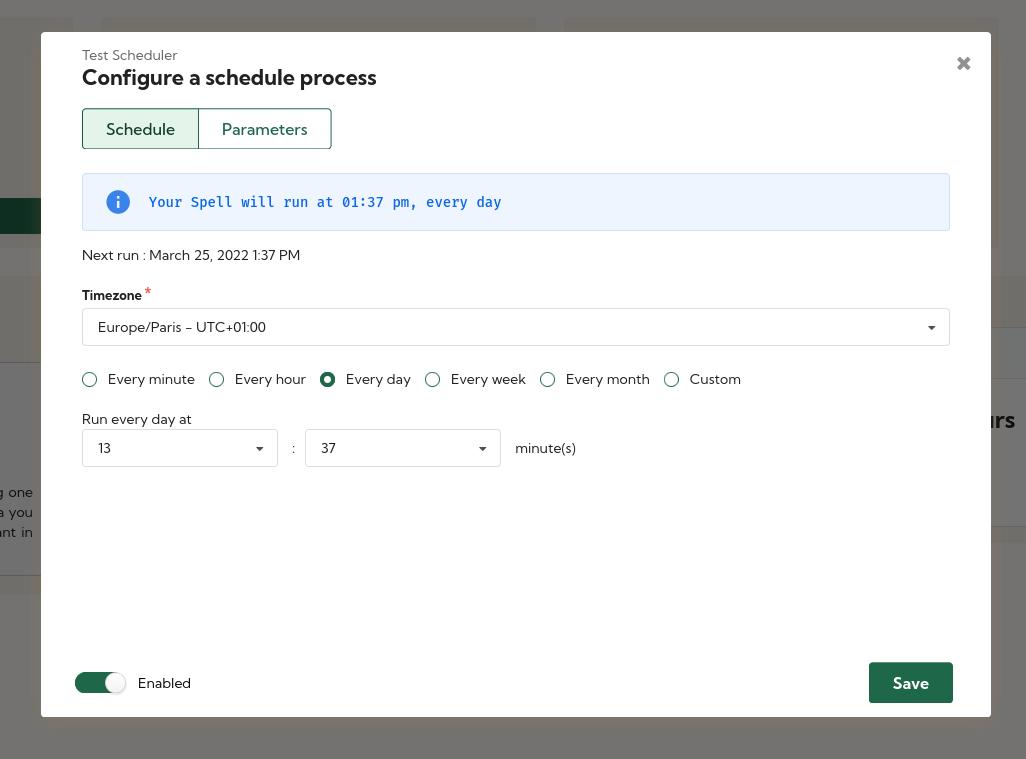 Test Scheduler
Configure a schedule process
Schedule
Parameters
Your Spell will run at 01:37 pm, every day
Next run : March 25, 2022 1:37 PM
Timezone *
Europe/Paris - UTC+01:00
Every minute
Every hour
Every day
Every week
Every month
Custom
Run every day at
13 : 37 minute(s)
one
you
in
Enabled
Save